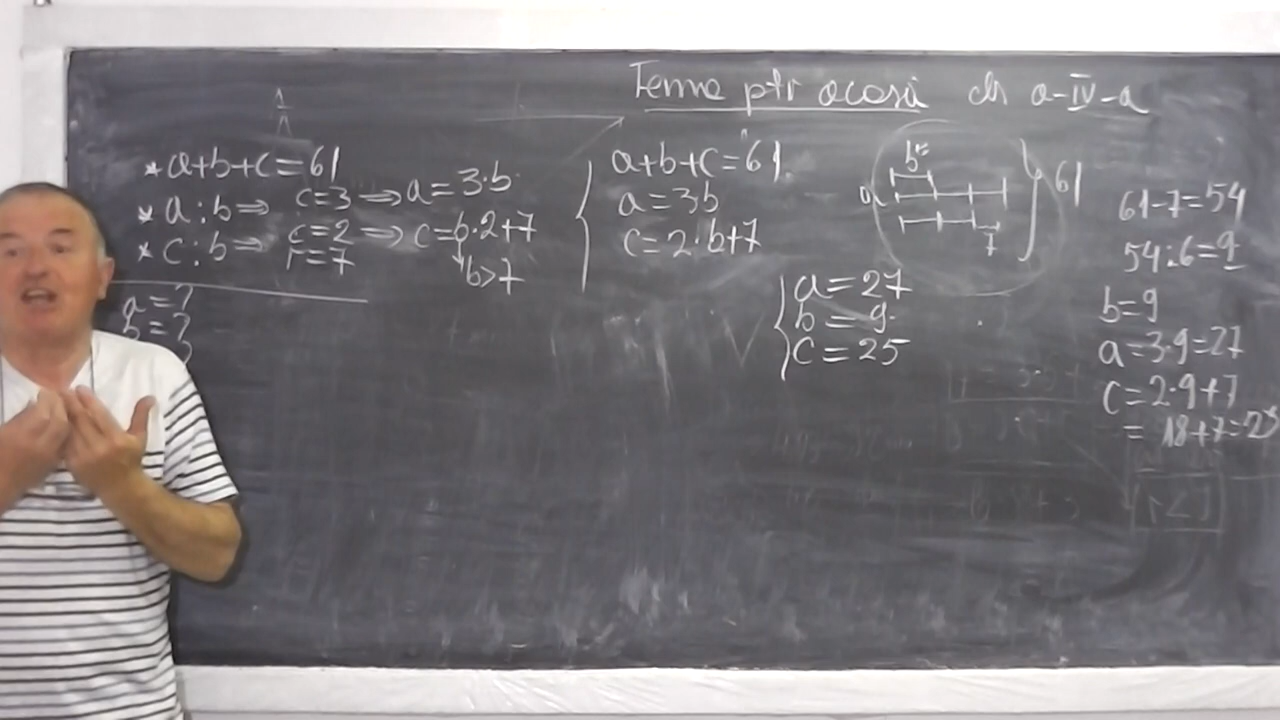 Tema ptr acasă cls a-IV-a
* a+b+c=61
* a:b⇒ c=3 ⇒ a=3·b
* c:b⇒ c=2 ⇒ c=b·2+7
r=7
b>7
a=?
b=?
a+b+c=61
a=3b
c=2·b+7
b
a
61
7
a=27
b=9
c=25
61-7=54
54:6=9
b=9
a=3·9=27
c=2·9+7
= 18+7=25